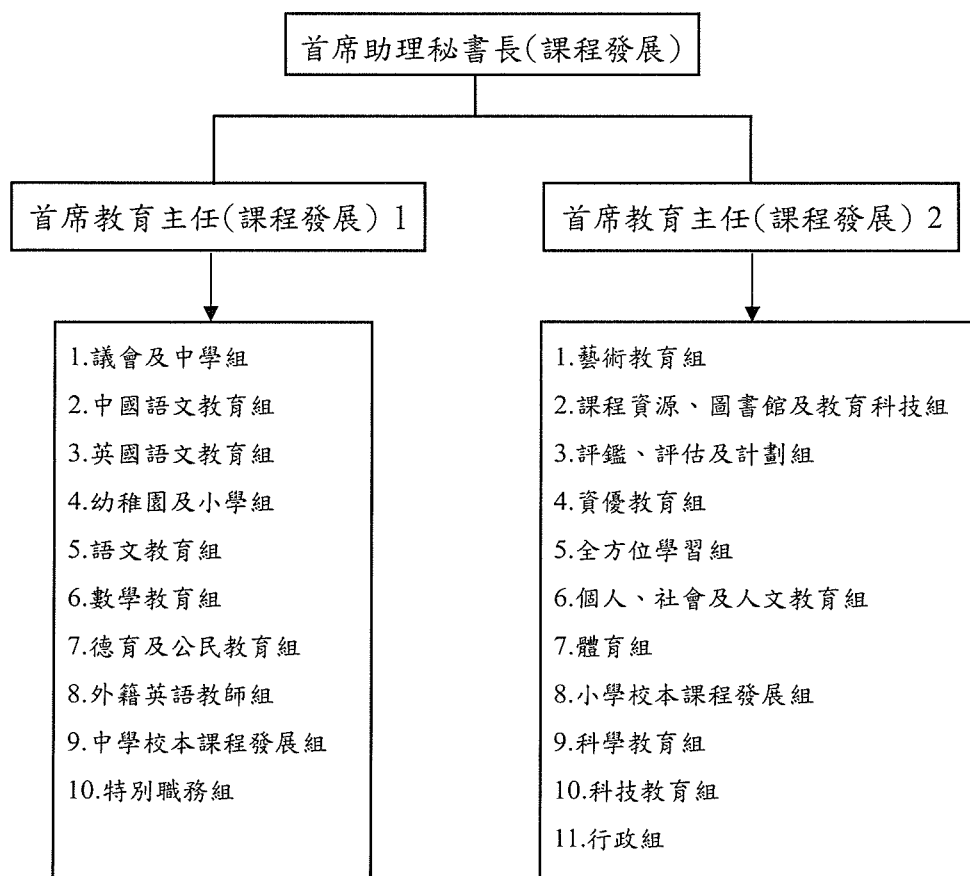 首席助理秘書長(課程發展)
首席教育主任(課程發展) 1
1.議會及中學組
2.中國語文教育組
3.英國語文教育組
4.幼稚園及小學組
5.語文教育組
6.數學教育組
7.德育及公民教育組
8.外籍英語教師組
9.中學校本課程發展組
10.特別職務組
首席教育主任(課程發展) 2
1.藝術教育組
2.課程資源、圖書館及教育科技組
3.評鑑、評估及計劃組
4.資優教育組
5.全方位學習組
6.個人、社會及人文教育組
7.體育組
8.小學校本課程發展組
9.科學教育組
10.科技教育組
11.行政組